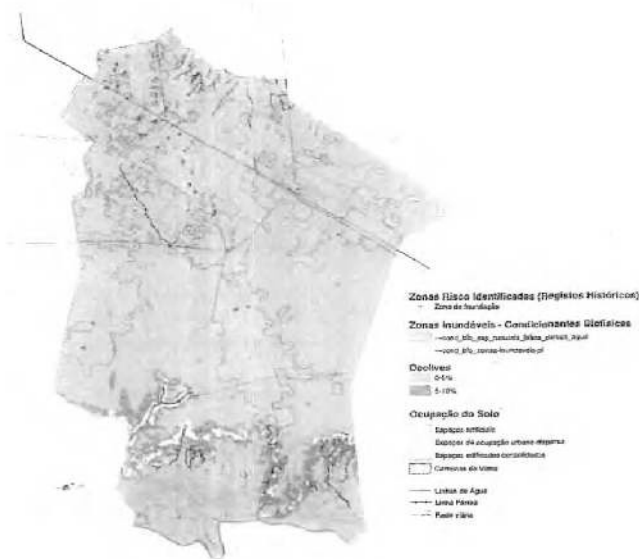 Zonas Risco Identificadas (Registos Históricos)
Zona de Inundação
Zonas Inundáveis - Condicionantes Biofísicas
Declives
0-5%
5-10%
Ocupação do Solo
Espaços artificiais
Espaços de ocupação urbana dispersa
Espaços edificados consolidados
Linhas de Água
Linha Férrea
Rede viária